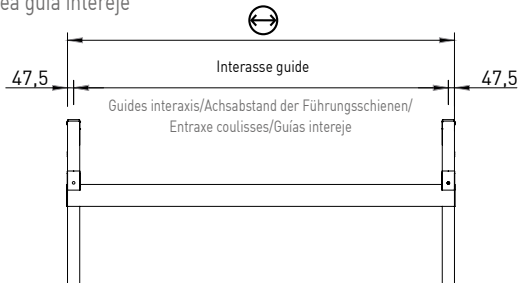 ea guía intereje
Interasse guide
47,5
47,5
Guides interaxis/Achsabstand der Führungsschienen/
Entraxe coulisses/Guías intereje